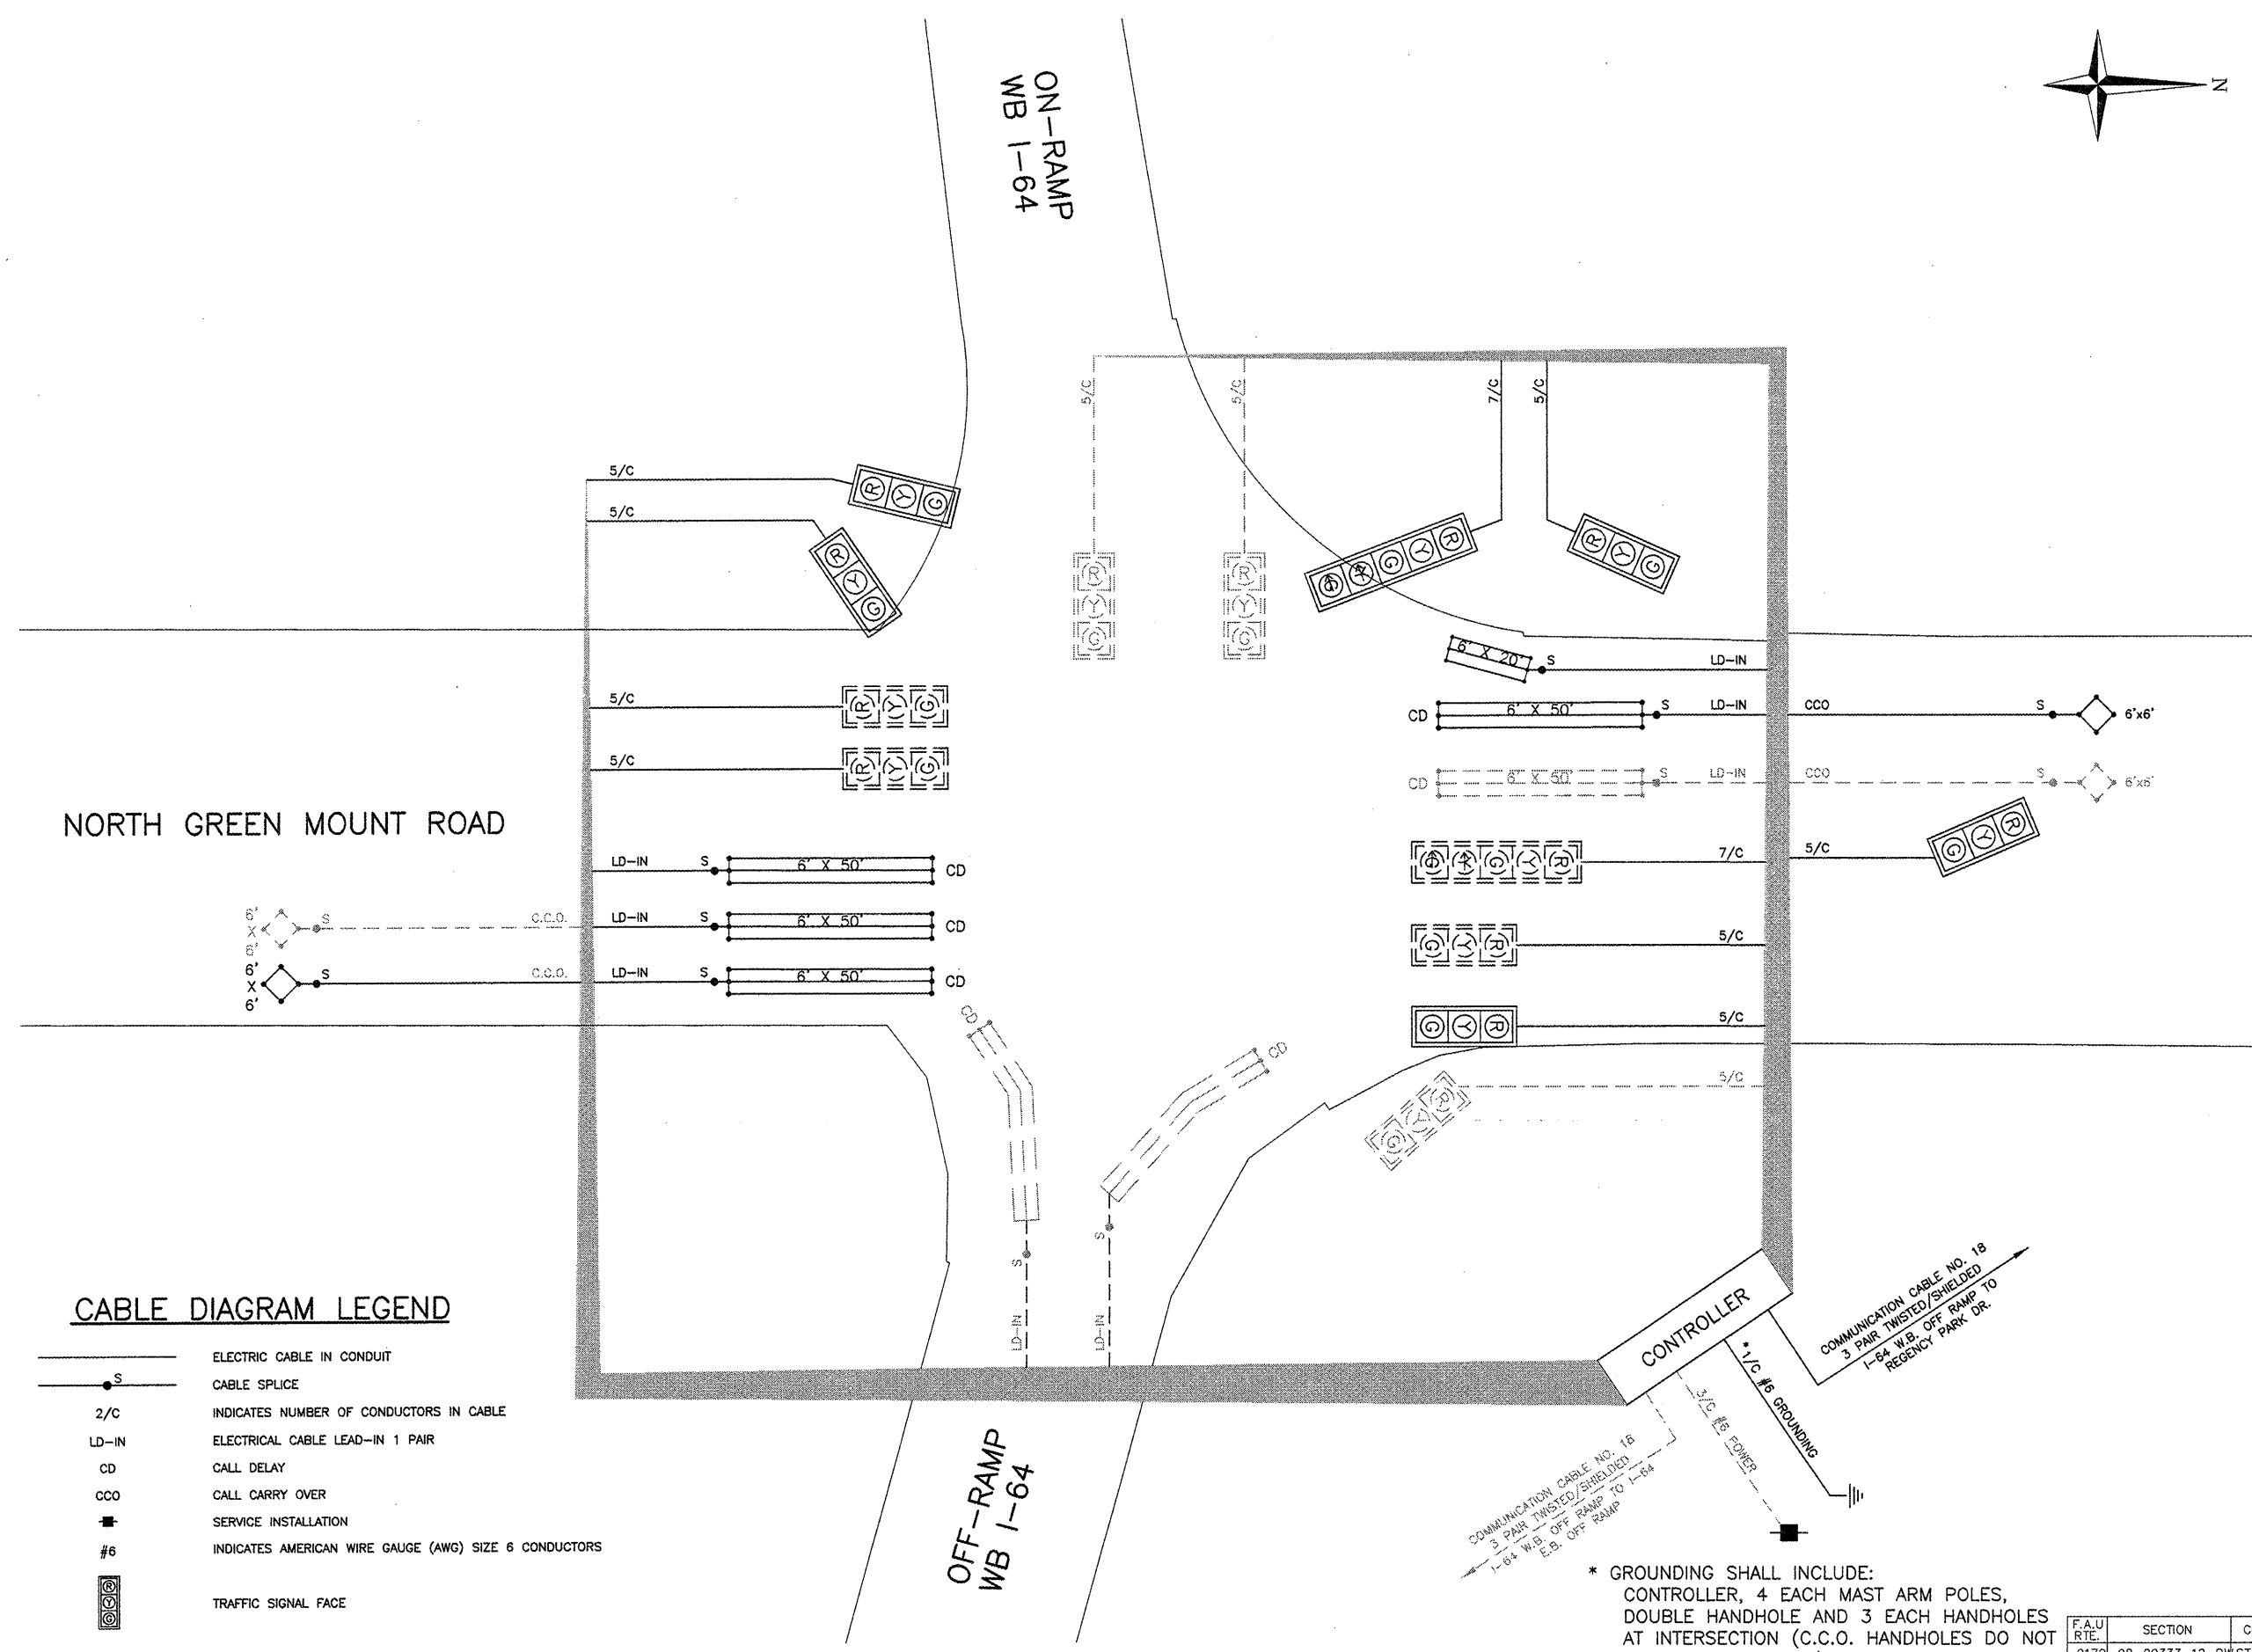 ON-RAMP
WB I-64
N
5/C
5/C
7/C
5/C
5/C
R Y G
5/C
R Y G
R
Y
G
R
Y
G
G Y G Y R
R Y G
6' X 20'
S
LD-IN
5/C
R Y G
CD
6' X 50'
S
LD-IN
CCO
S
6'x6'
5/C
R Y G
CD
6' X 50'
S
LD-IN
CCO
S
6'x6'
NORTH GREEN MOUNT ROAD
G Y G Y R
7/C
5/C
G Y R
LD-IN
S
6' X 50'
CD
6'
X
6'
S
C.C.O.
LD-IN
S
6' X 50'
CD
G Y R
5/C
6'
X
6'
S
C.C.O.
LD-IN
S
6' X 50'
CD
G Y R
5/C
CD
CD
G Y R
5/C
S
LD-IN
S
LD-IN
CONTROLLER
COMMUNICATION CABLE NO. 18
3 PAIR TWISTED/SHIELDED
I-64 W.B. OFF RAMP TO
REGENCY PARK DR.
*1/C #6 GROUNDING
3/C #6 POWER
COMMUNICATION CABLE NO. 18
3 PAIR TWISTED/SHIELDED
I-64 W.B. OFF RAMP TO I-64
E.B. OFF RAMP
OFF-RAMP
WB I-64
CABLE DIAGRAM LEGEND
ELECTRIC CABLE IN CONDUIT
S CABLE SPLICE
2/C INDICATES NUMBER OF CONDUCTORS IN CABLE
LD-IN ELECTRICAL CABLE LEAD-IN 1 PAIR
CD CALL DELAY
CCO CALL CARRY OVER
SERVICE INSTALLATION
#6 INDICATES AMERICAN WIRE GAUGE (AWG) SIZE 6 CONDUCTORS
R
Y
G
TRAFFIC SIGNAL FACE
* GROUNDING SHALL INCLUDE:
CONTROLLER, 4 EACH MAST ARM POLES,
DOUBLE HANDHOLE AND 3 EACH HANDHOLES
AT INTERSECTION (C.C.O. HANDHOLES DO NOT
F.A.U
RTE.
SECTION
C